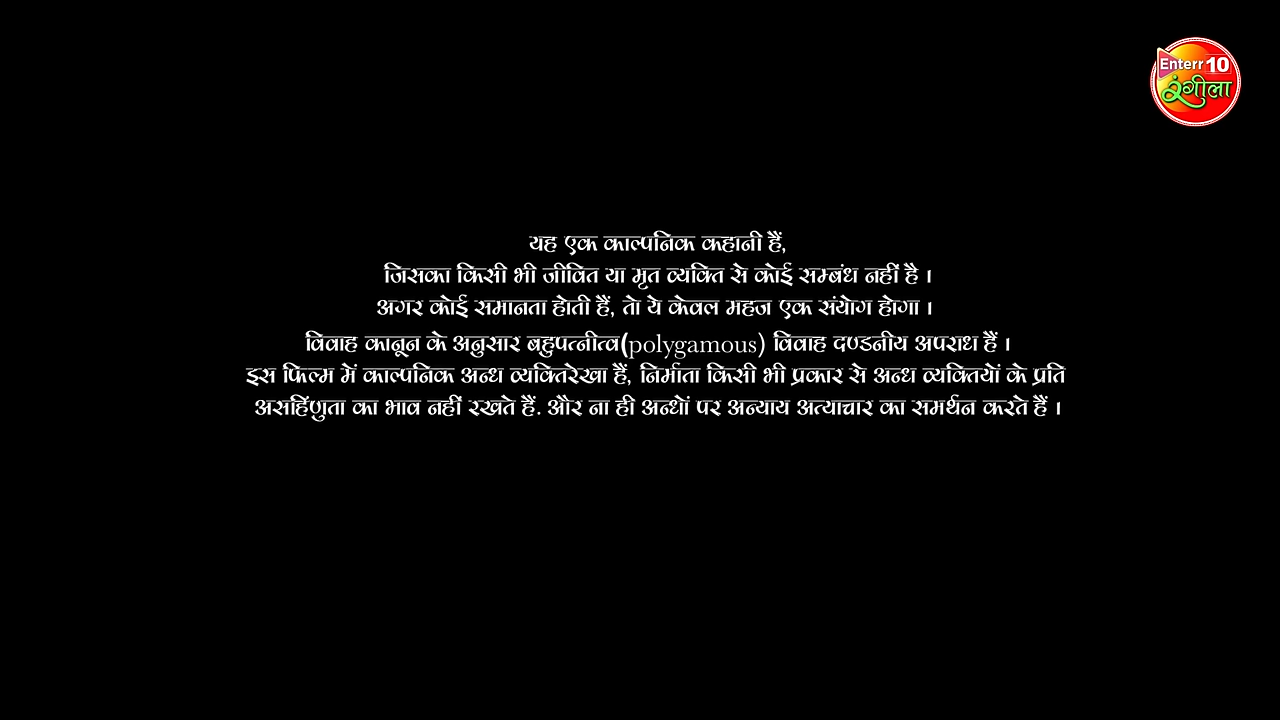 Enterr 10
रंगीला
यह एक काल्पनिक कहानी हैं,
जिसका किसी भी जीवित या मृत व्यक्ति से कोई सम्बंध नहीं है ।
अगर कोई समानता होती हैं, तो ये केवल महज एक संयोग होगा ।
विवाह कानून के अनुसार बहुपत्नीत्व(polygamous) विवाह दण्डनीय अपराध हैं ।
इस फिल्म में काल्पनिक अन्ध व्यक्तिरेखा हैं, निर्माता किसी भी प्रकार से अन्ध व्यक्तियों के प्रति
असहिंणुता का भाव नहीं रखते हैं. और ना ही अन्धों पर अन्याय अत्याचार का समर्थन करते हैं ।